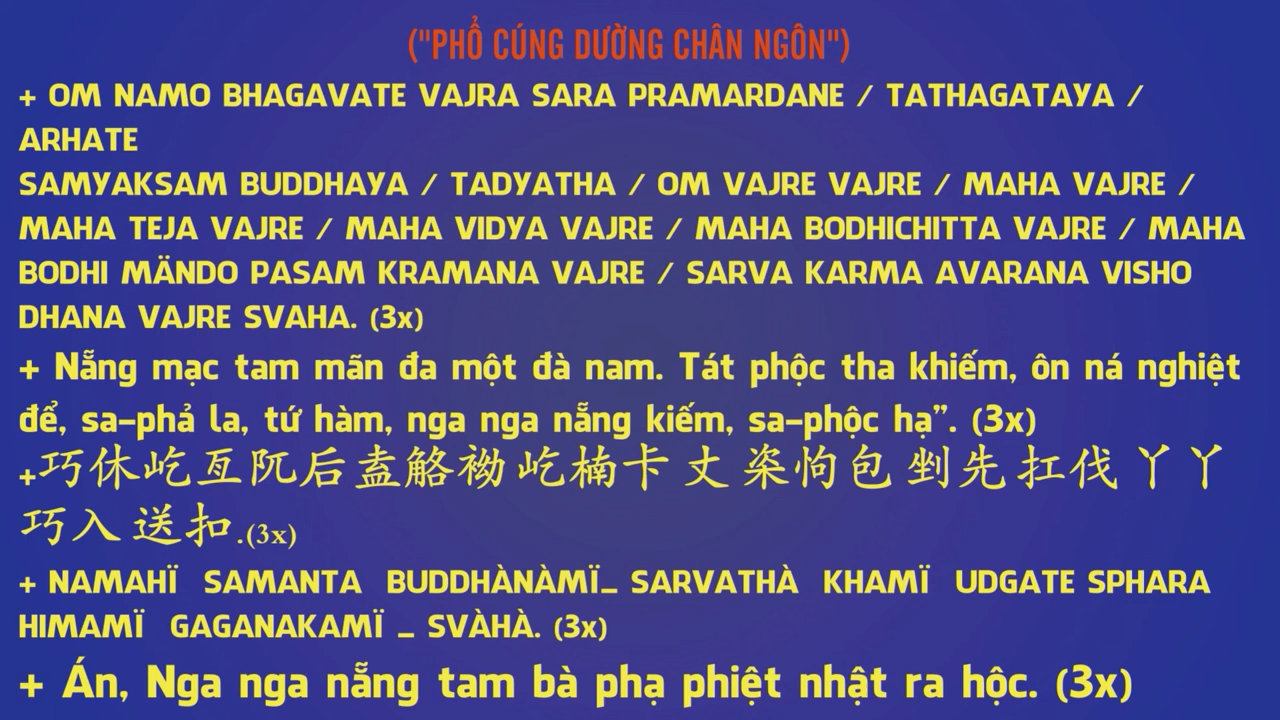 ("PHỔ CÚNG DƯỜNG CHÂN NGÔN")
+ OM NAMO BHAGAVATE VAJRA SARA PRAMARDANE / TATHAGATAYA /
ARHATE
SAMYAKSAM BUDDHAYA / TADYATHA / OM VAJRE VAJRE / MAHA VAJRE /
MAHA TEJA VAJRE / MAHA VIDYA VAJRE / MAHA BODHICHITTA VAJRE / MAHA
BODHI MÄNDO PASAM KRAMANA VAJRE / SARVA KARMA AVARANA VISHO
DHANA VAJRE SVAHA. (3x)
+ Nẵng mạc tam mãn đa một đà nam. Tát phộc tha khiếm, ôn ná nghiệt
để, sa-phả la, tứ hàm, nga nga nẵng kiếm, sa-phộc hạ”. (3x)
+巧休屹亙阢后盍觡袎屹楠卡丈姿怐包剉先扛伐丫丫
巧入送扣.(3x)
+ NAMAHÏ SAMANTA BUDDHÀNÀMÏ_ SARVATHÀ KHAMÏ UDGATE SPHARA
HIMAMÏ GAGANAKAMÏ _ SVÀHÀ. (3x)
+ Án, Nga nga nẵng tam bà phạ phiệt nhật ra hộc. (3x)